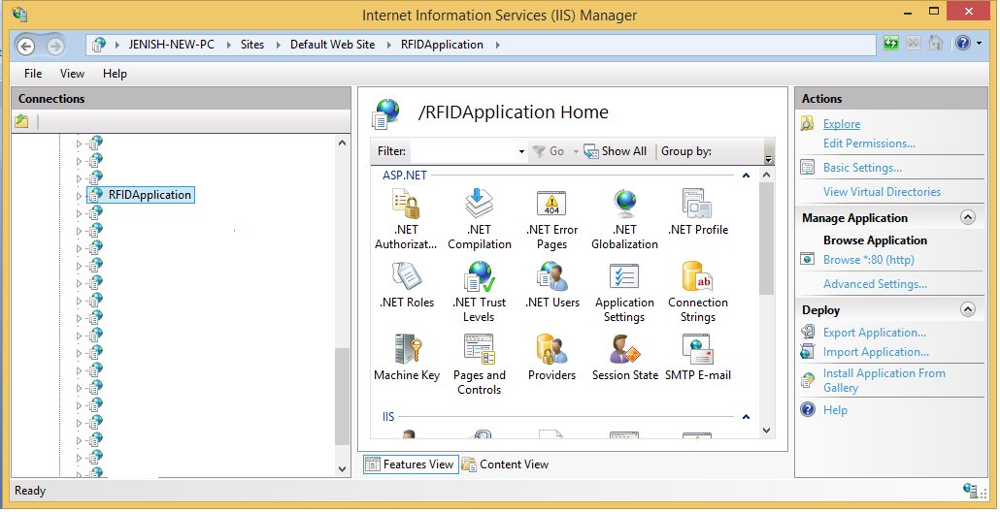 Internet Information Services (IIS) Manager
JENISH-NEW-PC Sites Default Web Site RFIDApplication
File View Help
Connections
RFIDApplication
/RFIDApplication Home
Filter: Go Show All Group by:
ASP.NET
.NET Authorizat...
.NET Compilation
.NET Error Pages
404
.NET Globalization
.NET Profile
.NET Roles
.NET Trust Levels
.NET Users
Application Settings
ab
Connection Strings
Machine Key
Pages and Controls
Providers
Session State
SMTP E-mail
IIS
Features View Content View
Actions
Explore
Edit Permissions...
Basic Settings...
View Virtual Directories
Manage Application
Browse Application
Browse *:80 (http)
Advanced Settings...
Deploy
Export Application...
Import Application...
Install Application From
Gallery
Help
Ready